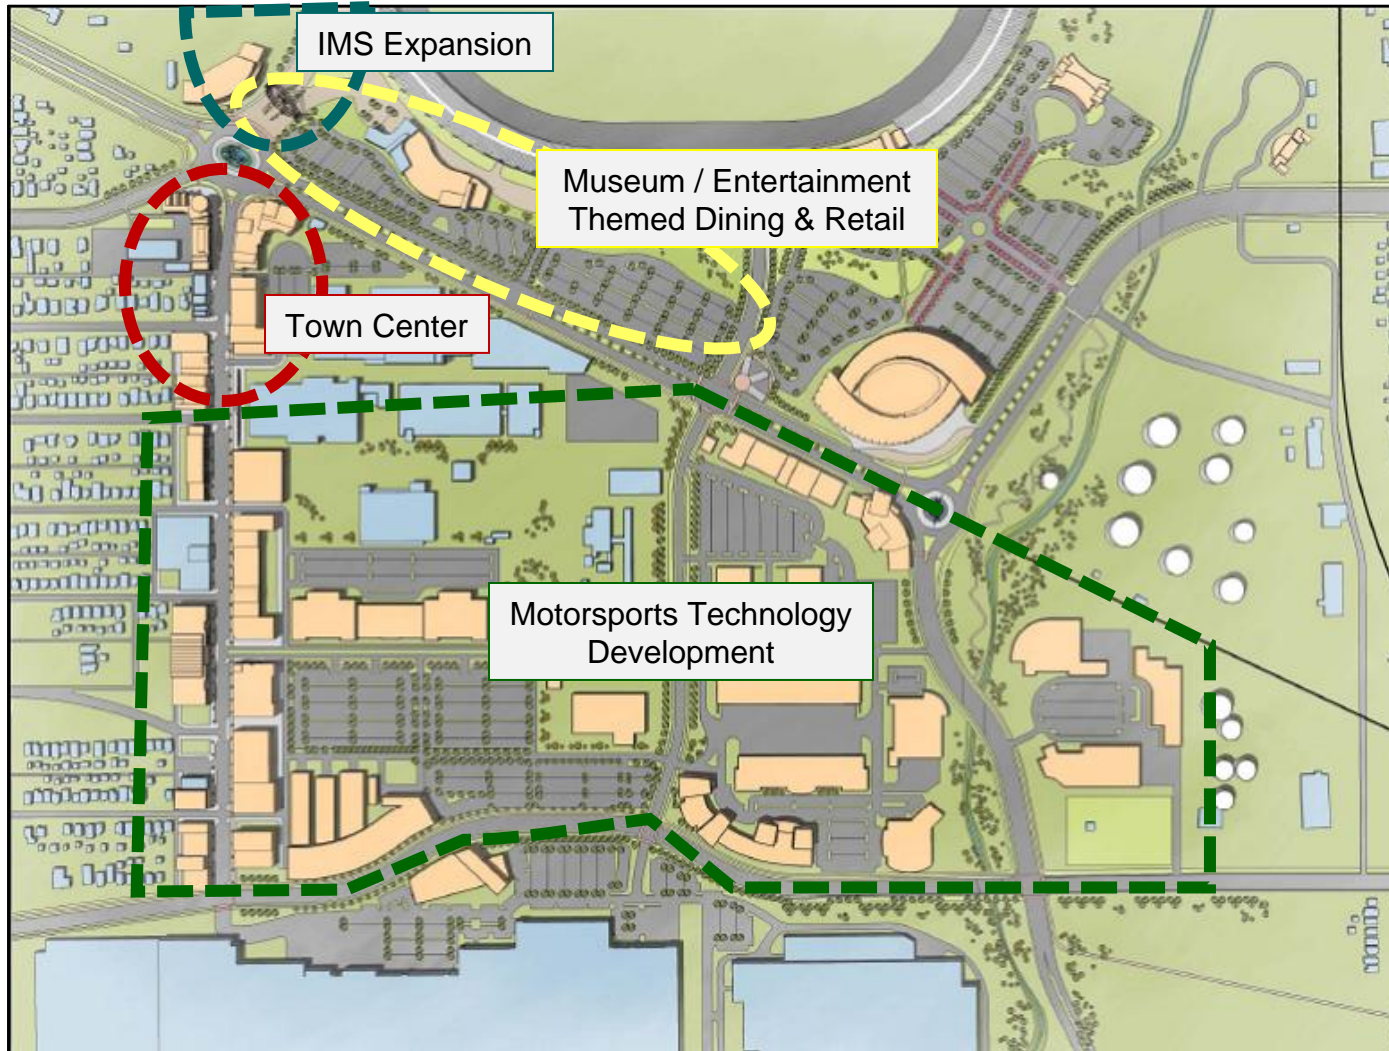 IMS Expansion
Museum / Entertainment
Themed Dining & Retail
Town Center
Motorsports Technology
Development